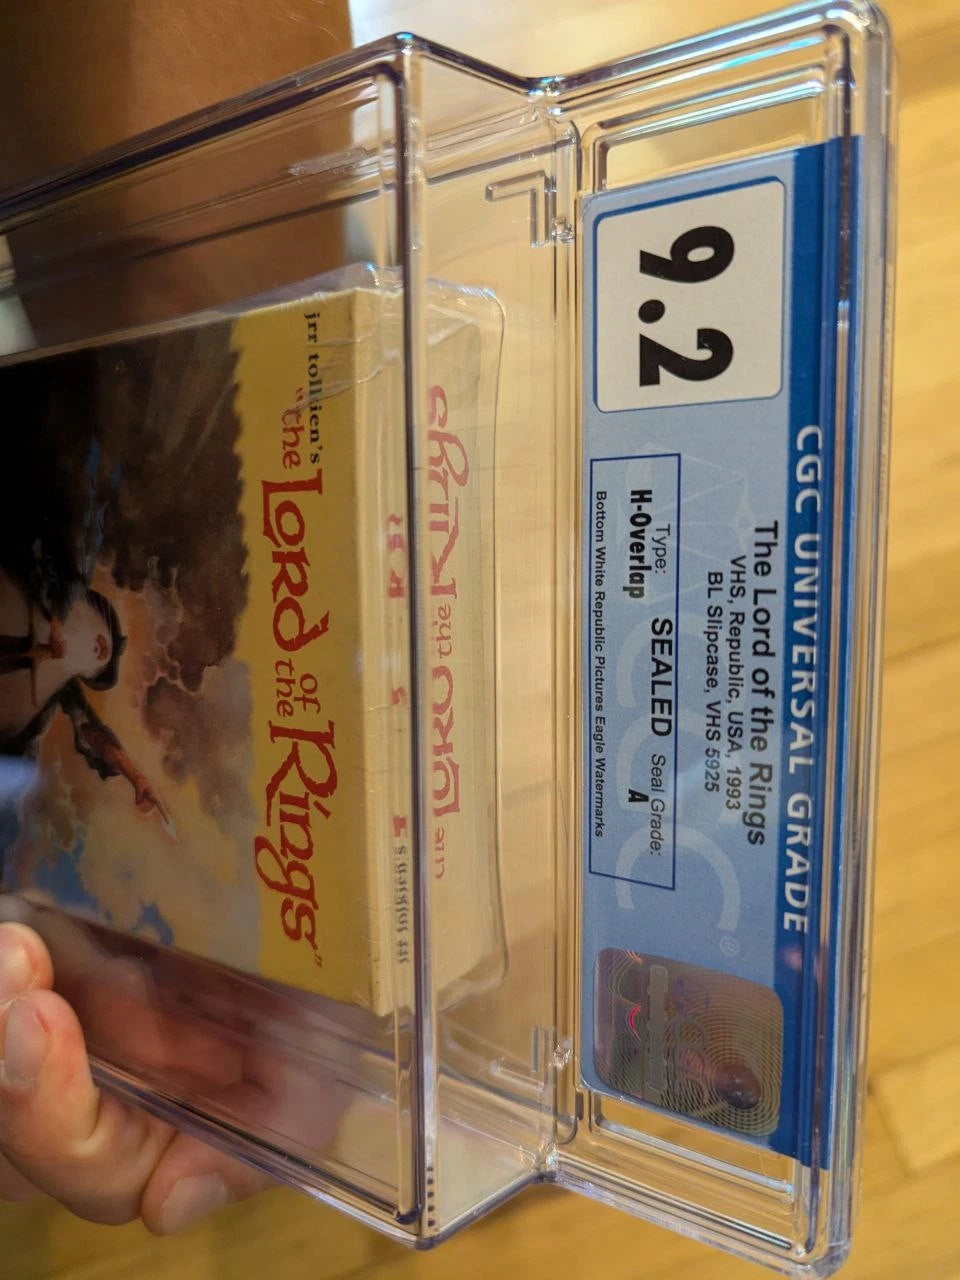 CGC UNIVERSAL GRADE
9.2
The Lord of the Rings
VHS, Republic, USA, 1993
BL Slipcase, VHS 5925
Type:
H-Overlap
SEALED
Seal Grade:
A
Bottom White Republic Pictures Eagle Watermarks
CGC®
jrr tolkien's
"the Lord of the Rings"